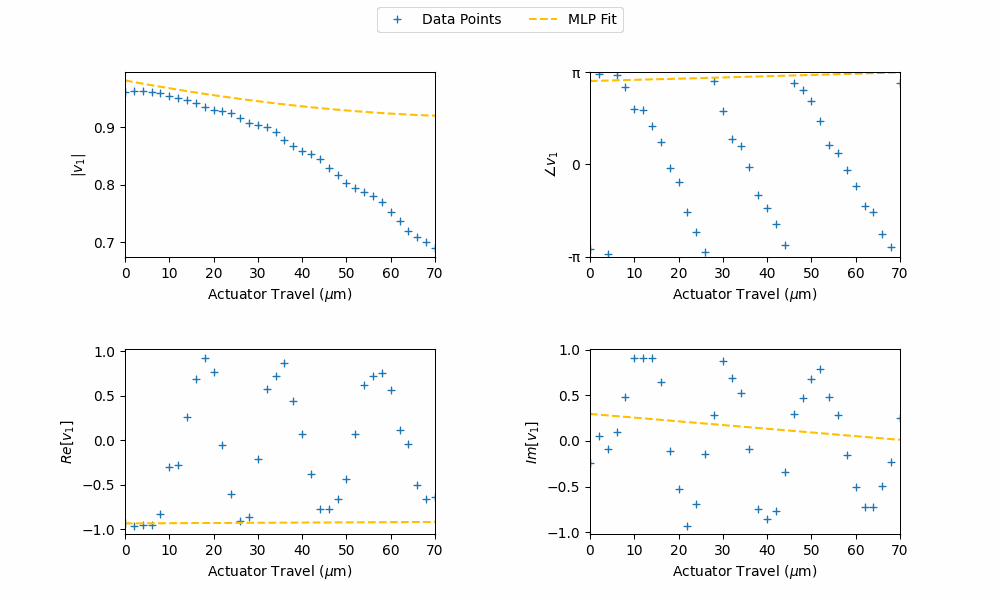 Data Points MLP Fit
|v₁|
0.9
0.8
0.7
0 10 20 30 40 50 60 70
Actuator Travel (μm)
∠v₁
π
0
-π
0 10 20 30 40 50 60 70
Actuator Travel (μm)
Re[v₁]
1.0
0.5
0.0
−0.5
−1.0
0 10 20 30 40 50 60 70
Actuator Travel (μm)
Im[v₁]
1.0
0.5
0.0
−0.5
−1.0
0 10 20 30 40 50 60 70
Actuator Travel (μm)